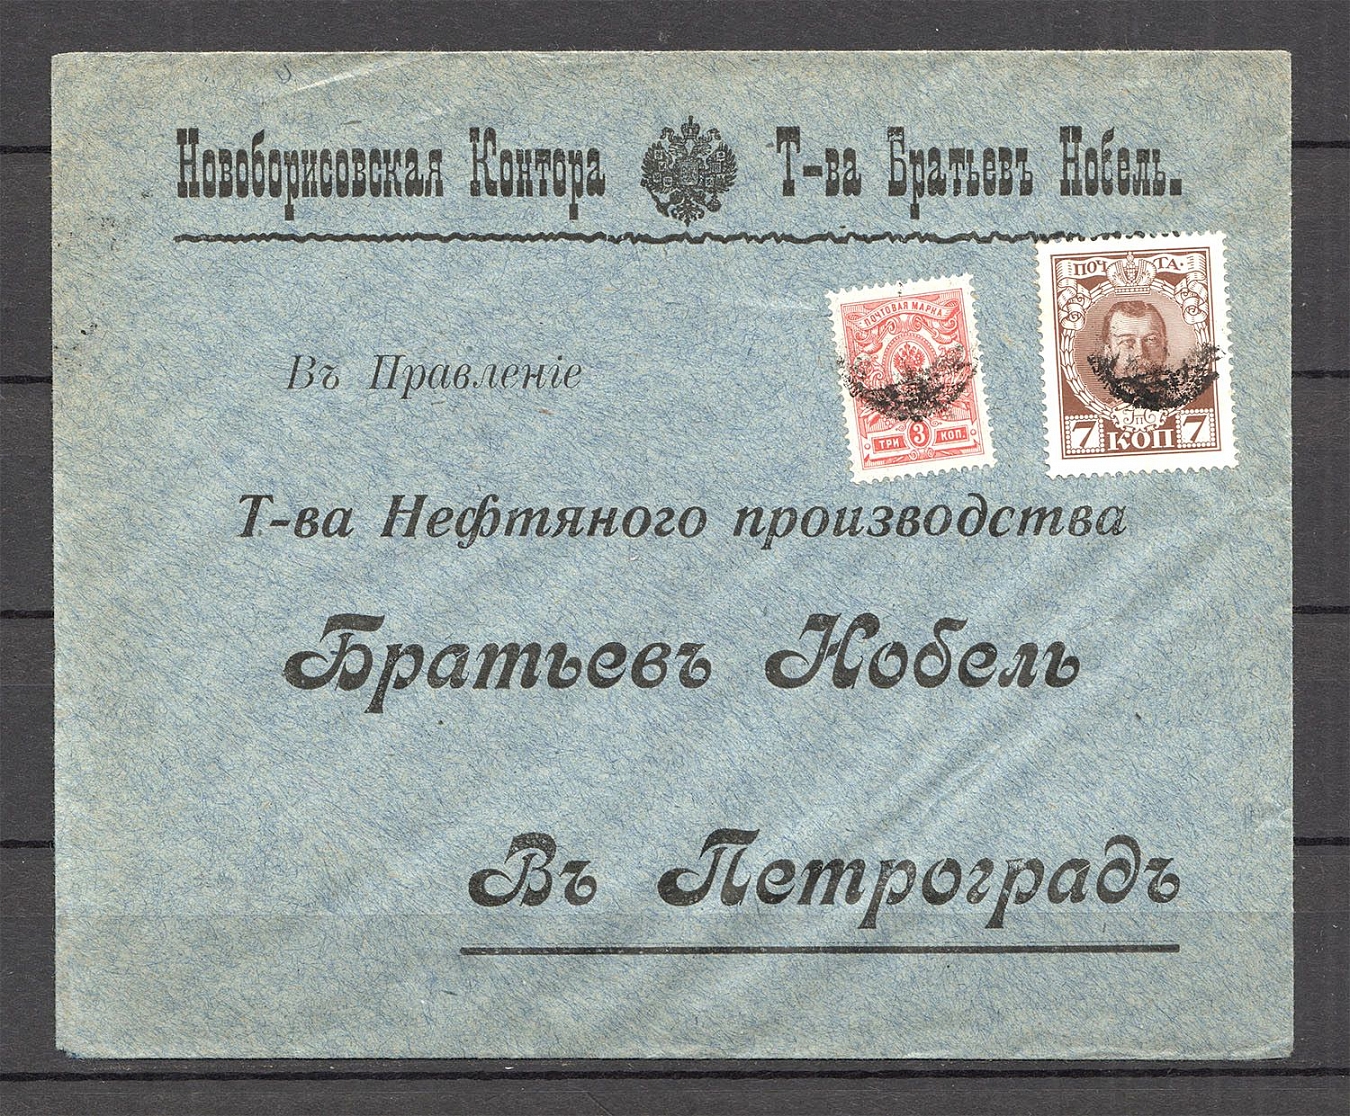 Новоборисовская Контора Т-ва Братьевъ Нобель.
ПОЧТА
7 КОП 7
ПОЧТОВАЯ МАРКА
ТРИ 3 КОП.
Въ Правленіе
Т-ва Нефтяного производства
Братьевъ Нобель
Въ Петроградъ